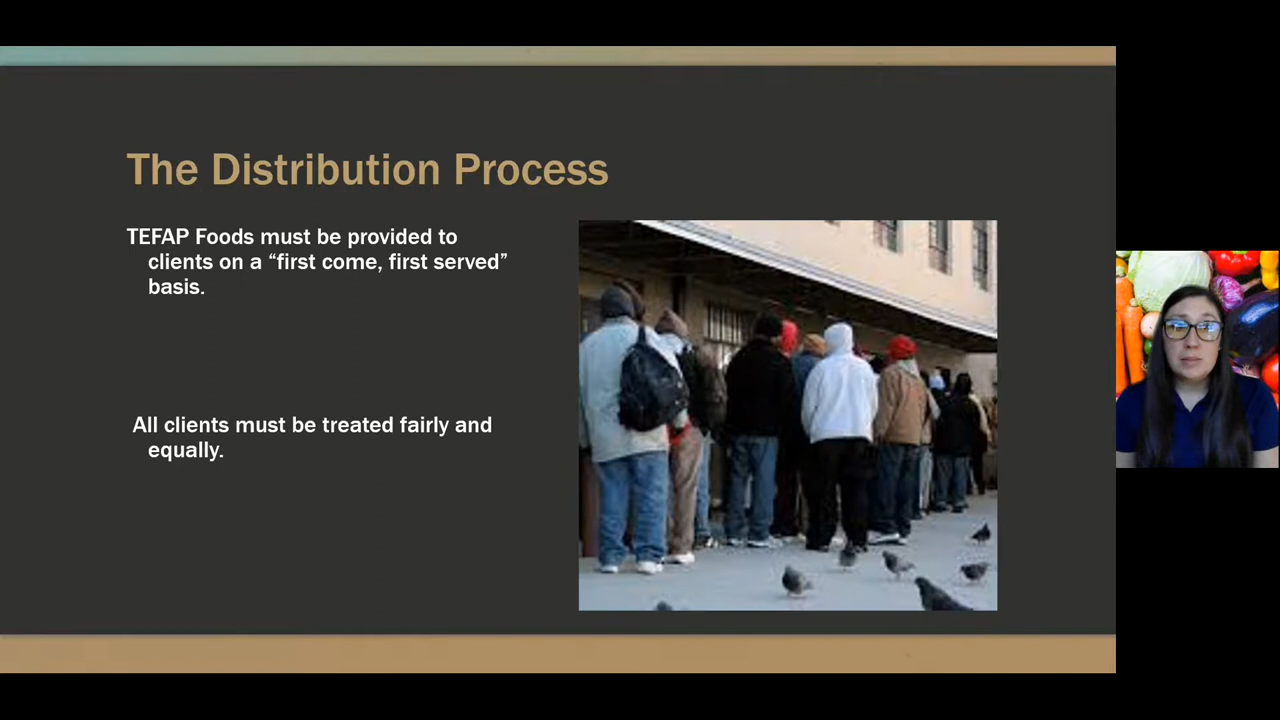 The Distribution Process
TEFAP Foods must be provided to
clients on a “first come, first served”
basis.
All clients must be treated fairly and
equally.